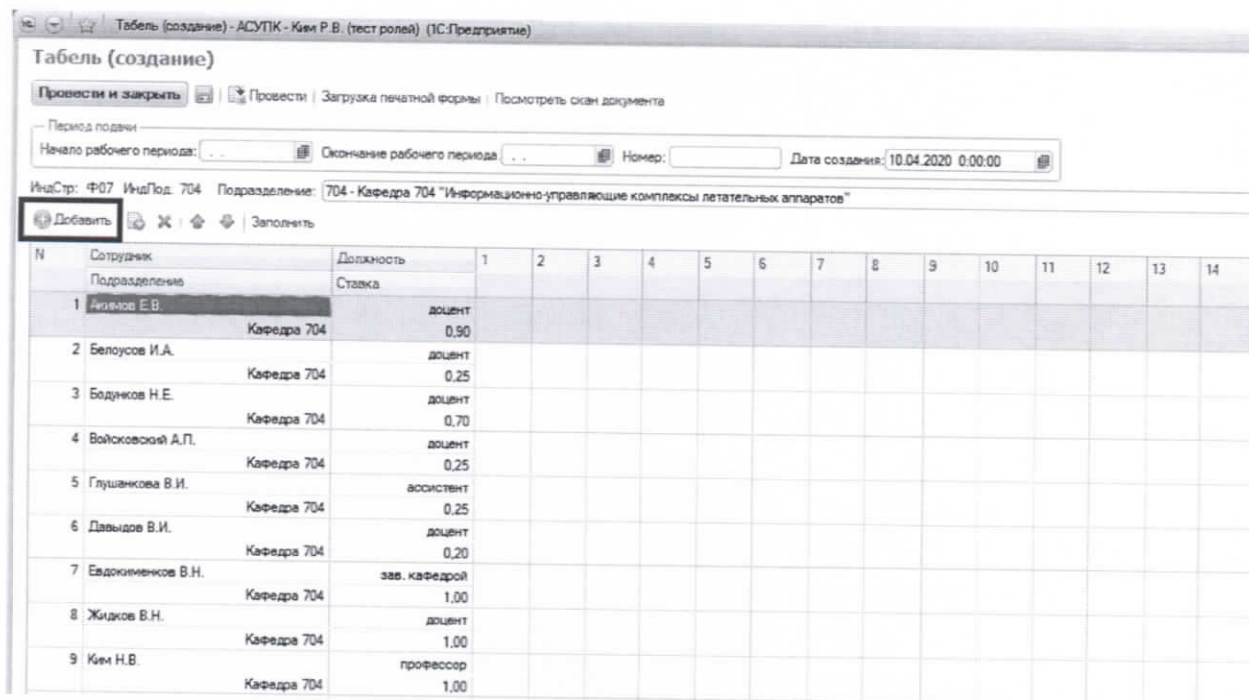 Табель (создание) - АСУПК - Ким Р.В. (тест ролей) (1С:Предприятие)
Табель (создание)
Провести и закрыть Провести Загрузка печатной формы Посмотреть скан документа
Период подачи
Начало рабочего периода: . . Окончание рабочего периода: . . Номер: Дата создания: 10.04.2020 0:00:00
ИндСтр: Ф07 ИндПод: 704 Подразделение: 704 - Кафедра 704 "Информационно-управляющие комплексы летательных аппаратов"
Добавить Заполнить
N Сотрудник Должность 1 2 3 4 5 6 7 8 9 10 11 12 13 14
Подразделение Ставка
1 Акимов Е.В. доцент
Кафедра 704 0,90
2 Белоусов И.А. доцент
Кафедра 704 0,25
3 Бодунков Н.Е. доцент
Кафедра 704 0,70
4 Войсковский А.П. доцент
Кафедра 704 0,25
5 Глушанкова В.И. ассистент
Кафедра 704 0,25
6 Давыдов В.И. доцент
Кафедра 704 0,20
7 Евдокименков В.Н. зав. кафедрой
Кафедра 704 1,00
8 Жидков В.Н. доцент
Кафедра 704 1,00
9 Ким Н.В. профессор
Кафедра 704 1,00